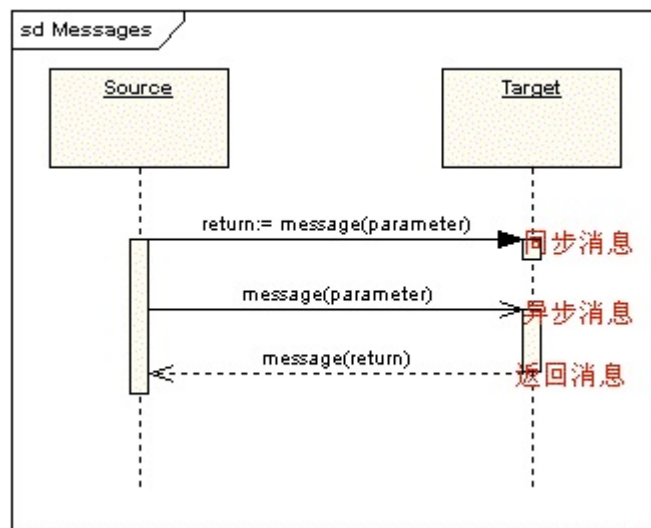 sd Messages
Source
Target
return:= message(parameter)
同步消息
message(parameter)
异步消息
message(return)
返回消息